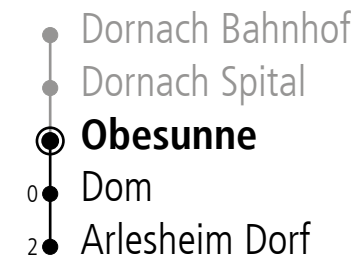 Dornach Bahnhof
Dornach Spital
Obesunne
0 Dom
2 Arlesheim Dorf